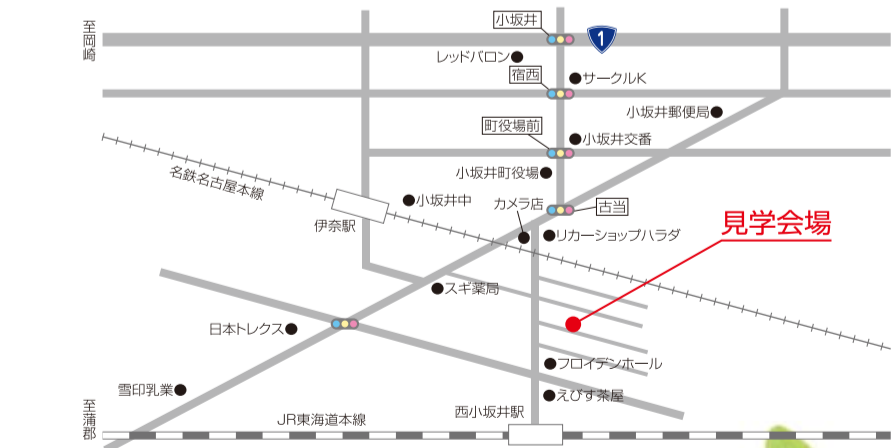 至岡崎
小坂井
1
レッドバロン
宿西
サークルK
小坂井郵便局
町役場前
小坂井交番
名鉄名古屋本線
小坂井町役場
小坂井中
カメラ店
古当
伊奈駅
リカーショップハラダ
見学会場
スギ薬局
日本トレクス
フロイデンホール
雪印乳業
えびす茶屋
至蒲郡
JR東海道本線
西小坂井駅